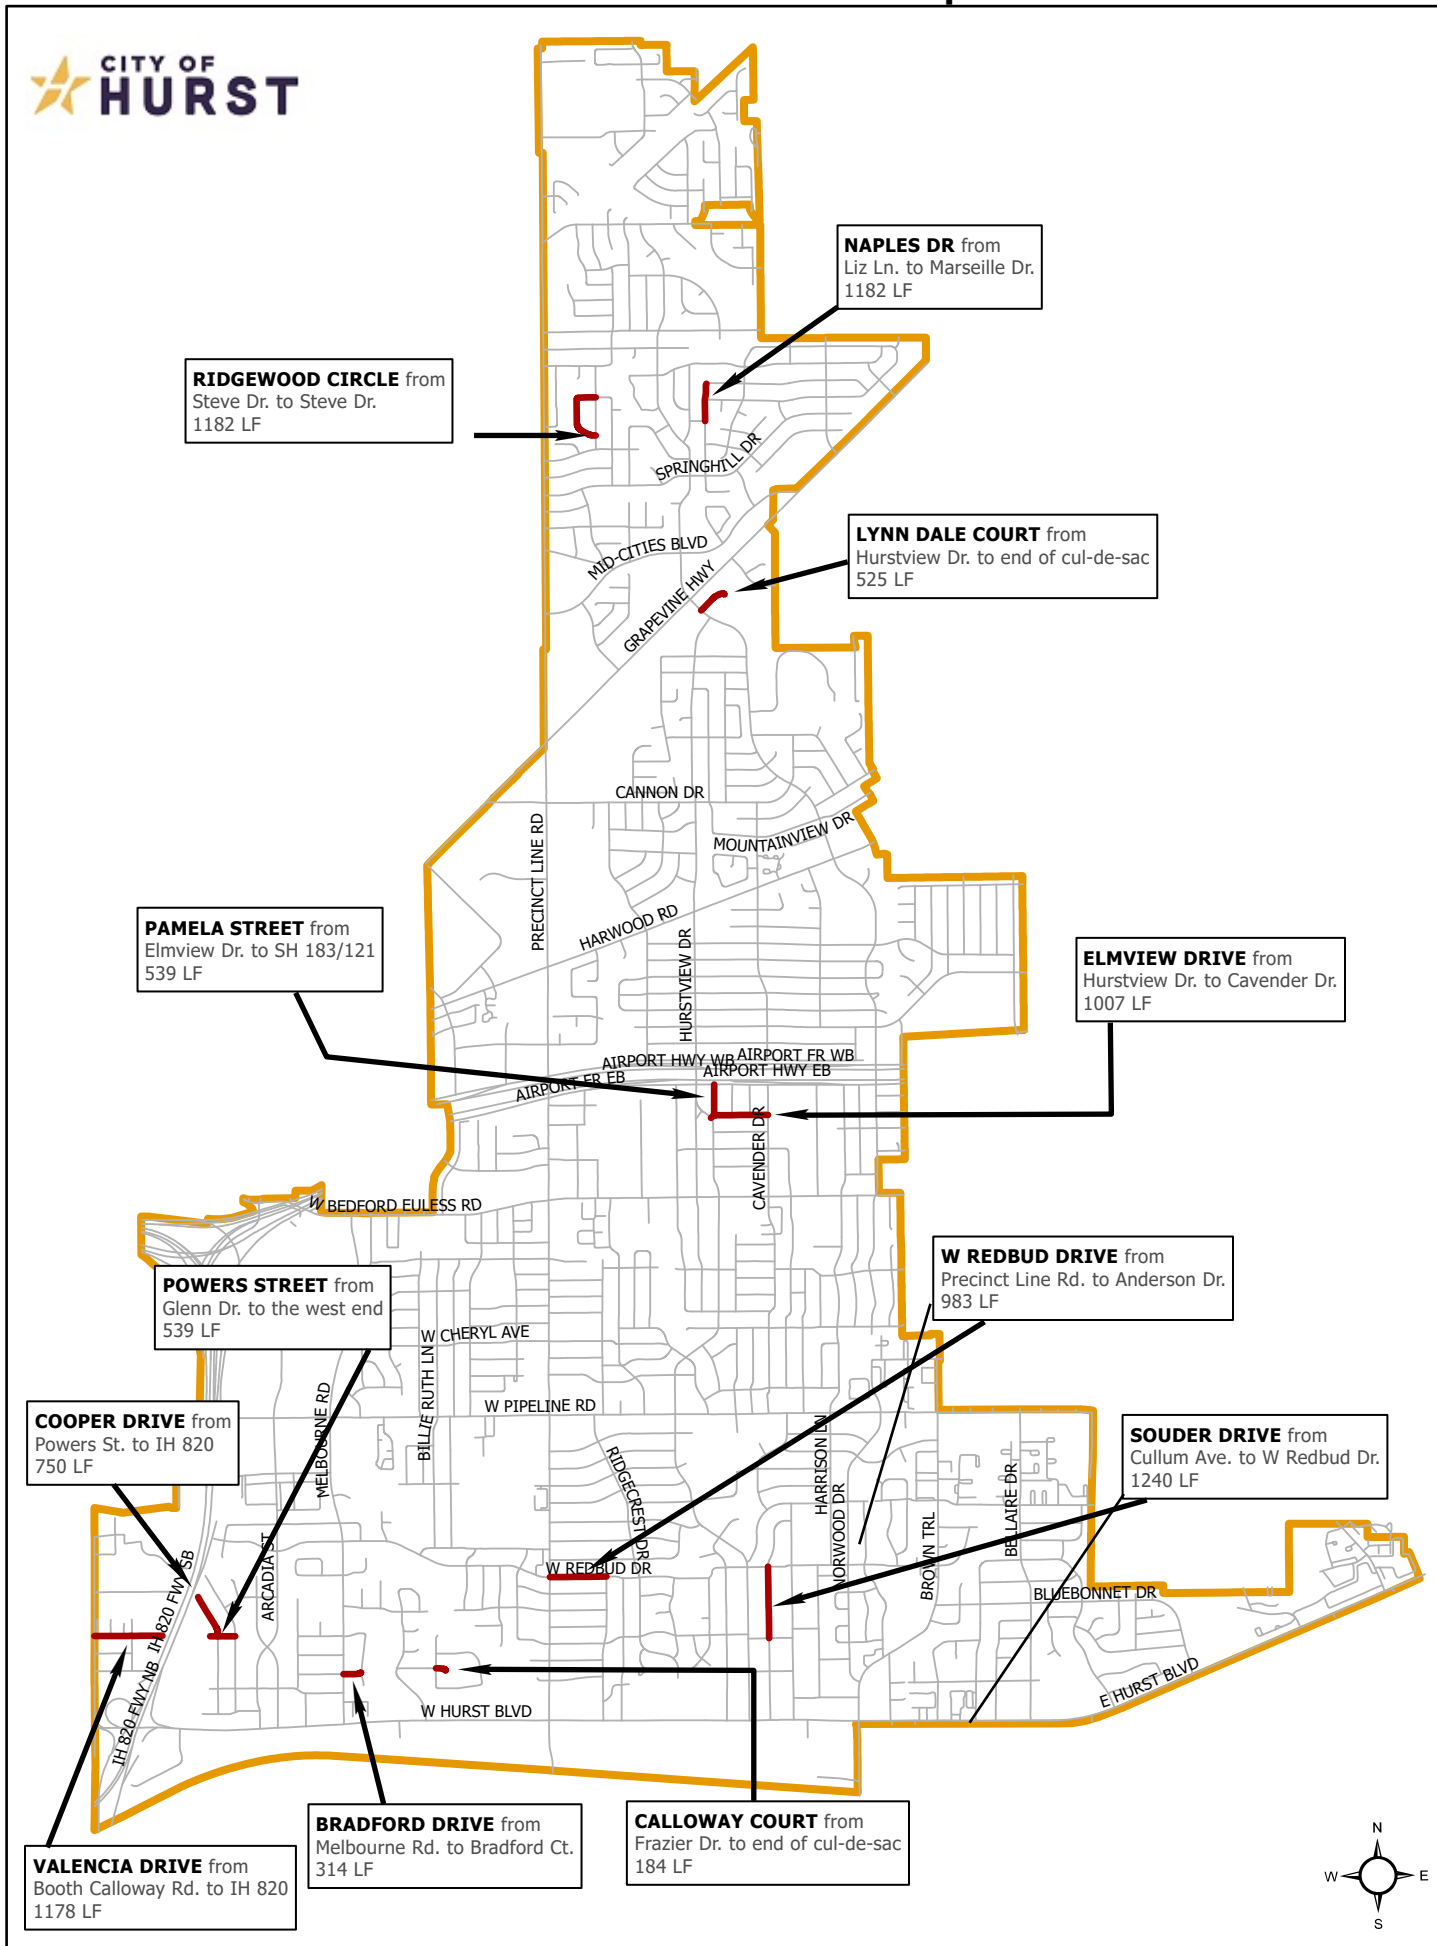 CITY OF
HURST
NAPLES DR from
Liz Ln. to Marseille Dr.
1182 LF
RIDGEWOOD CIRCLE from
Steve Dr. to Steve Dr.
1182 LF
SPRINGHILL DR
LYNN DALE COURT from
Hurstview Dr. to end of cul-de-sac
525 LF
MID-CITIES BLVD
GRAPEVINE HWY
CANNON DR
MOUNTAINVIEW DR
PRECINCT LINE RD
HARWOOD RD
HURSTVIEW DR
PAMELA STREET from
Elmview Dr. to SH 183/121
539 LF
ELMVIEW DRIVE from
Hurstview Dr. to Cavender Dr.
1007 LF
AIRPORT HWY WB
AIRPORT FR WB
AIRPORT FR EB
AIRPORT HWY EB
CAVENDER DR
W BEDFORD EULESS RD
W REDBUD DRIVE from
Precinct Line Rd. to Anderson Dr.
983 LF
POWERS STREET from
Glenn Dr. to the west end
539 LF
W CHERYL AVE
BILLIE RUTH LN
MELBOURNE RD
W PIPELINE RD
COOPER DRIVE from
Powers St. to IH 820
750 LF
SOUDER DRIVE from
Cullum Ave. to W Redbud Dr.
1240 LF
RIDGECREST DR
HARRISON LN
NORWOOD DR
BROWN TRL
BELLAIRE DR
ARCADIA ST
W REDBUD DR
BLUEBONNET DR
IH 820 FWY SB
IH 820 FWY NB
E HURST BLVD
W HURST BLVD
BRADFORD DRIVE from
Melbourne Rd. to Bradford Ct.
314 LF
CALLOWAY COURT from
Frazier Dr. to end of cul-de-sac
184 LF
VALENCIA DRIVE from
Booth Calloway Rd. to IH 820
1178 LF
N
W
E
S